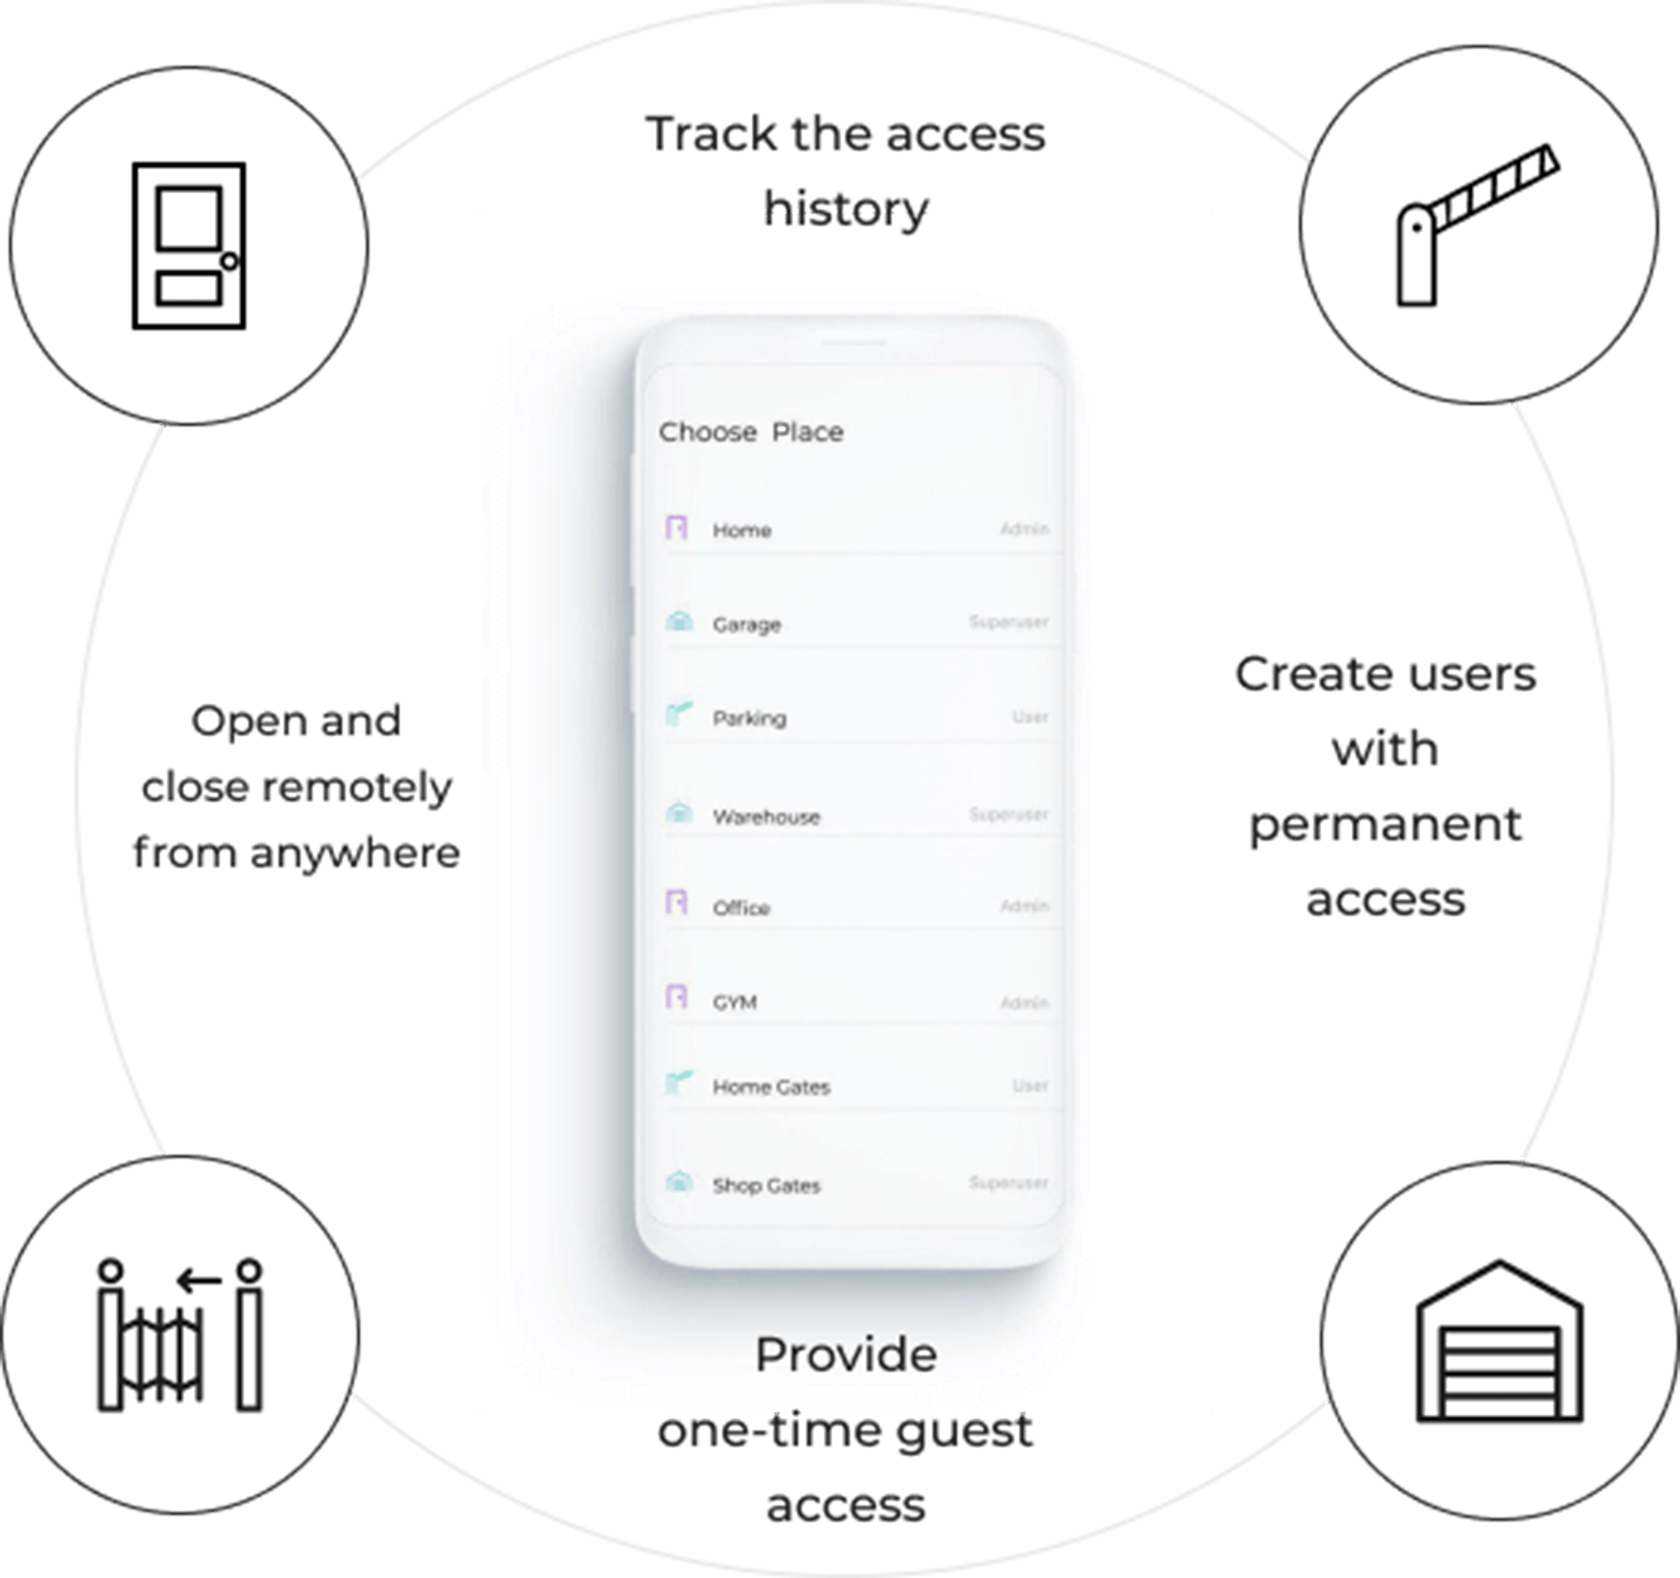 Track the access
history
Choose Place
Home Admin
Garage Superuser
Parking User
Warehouse Superuser
Office Admin
GYM Admin
Home Gates User
Shop Gates Superuser
Open and
close remotely
from anywhere
Create users
with
permanent
access
Provide
one-time guest
access